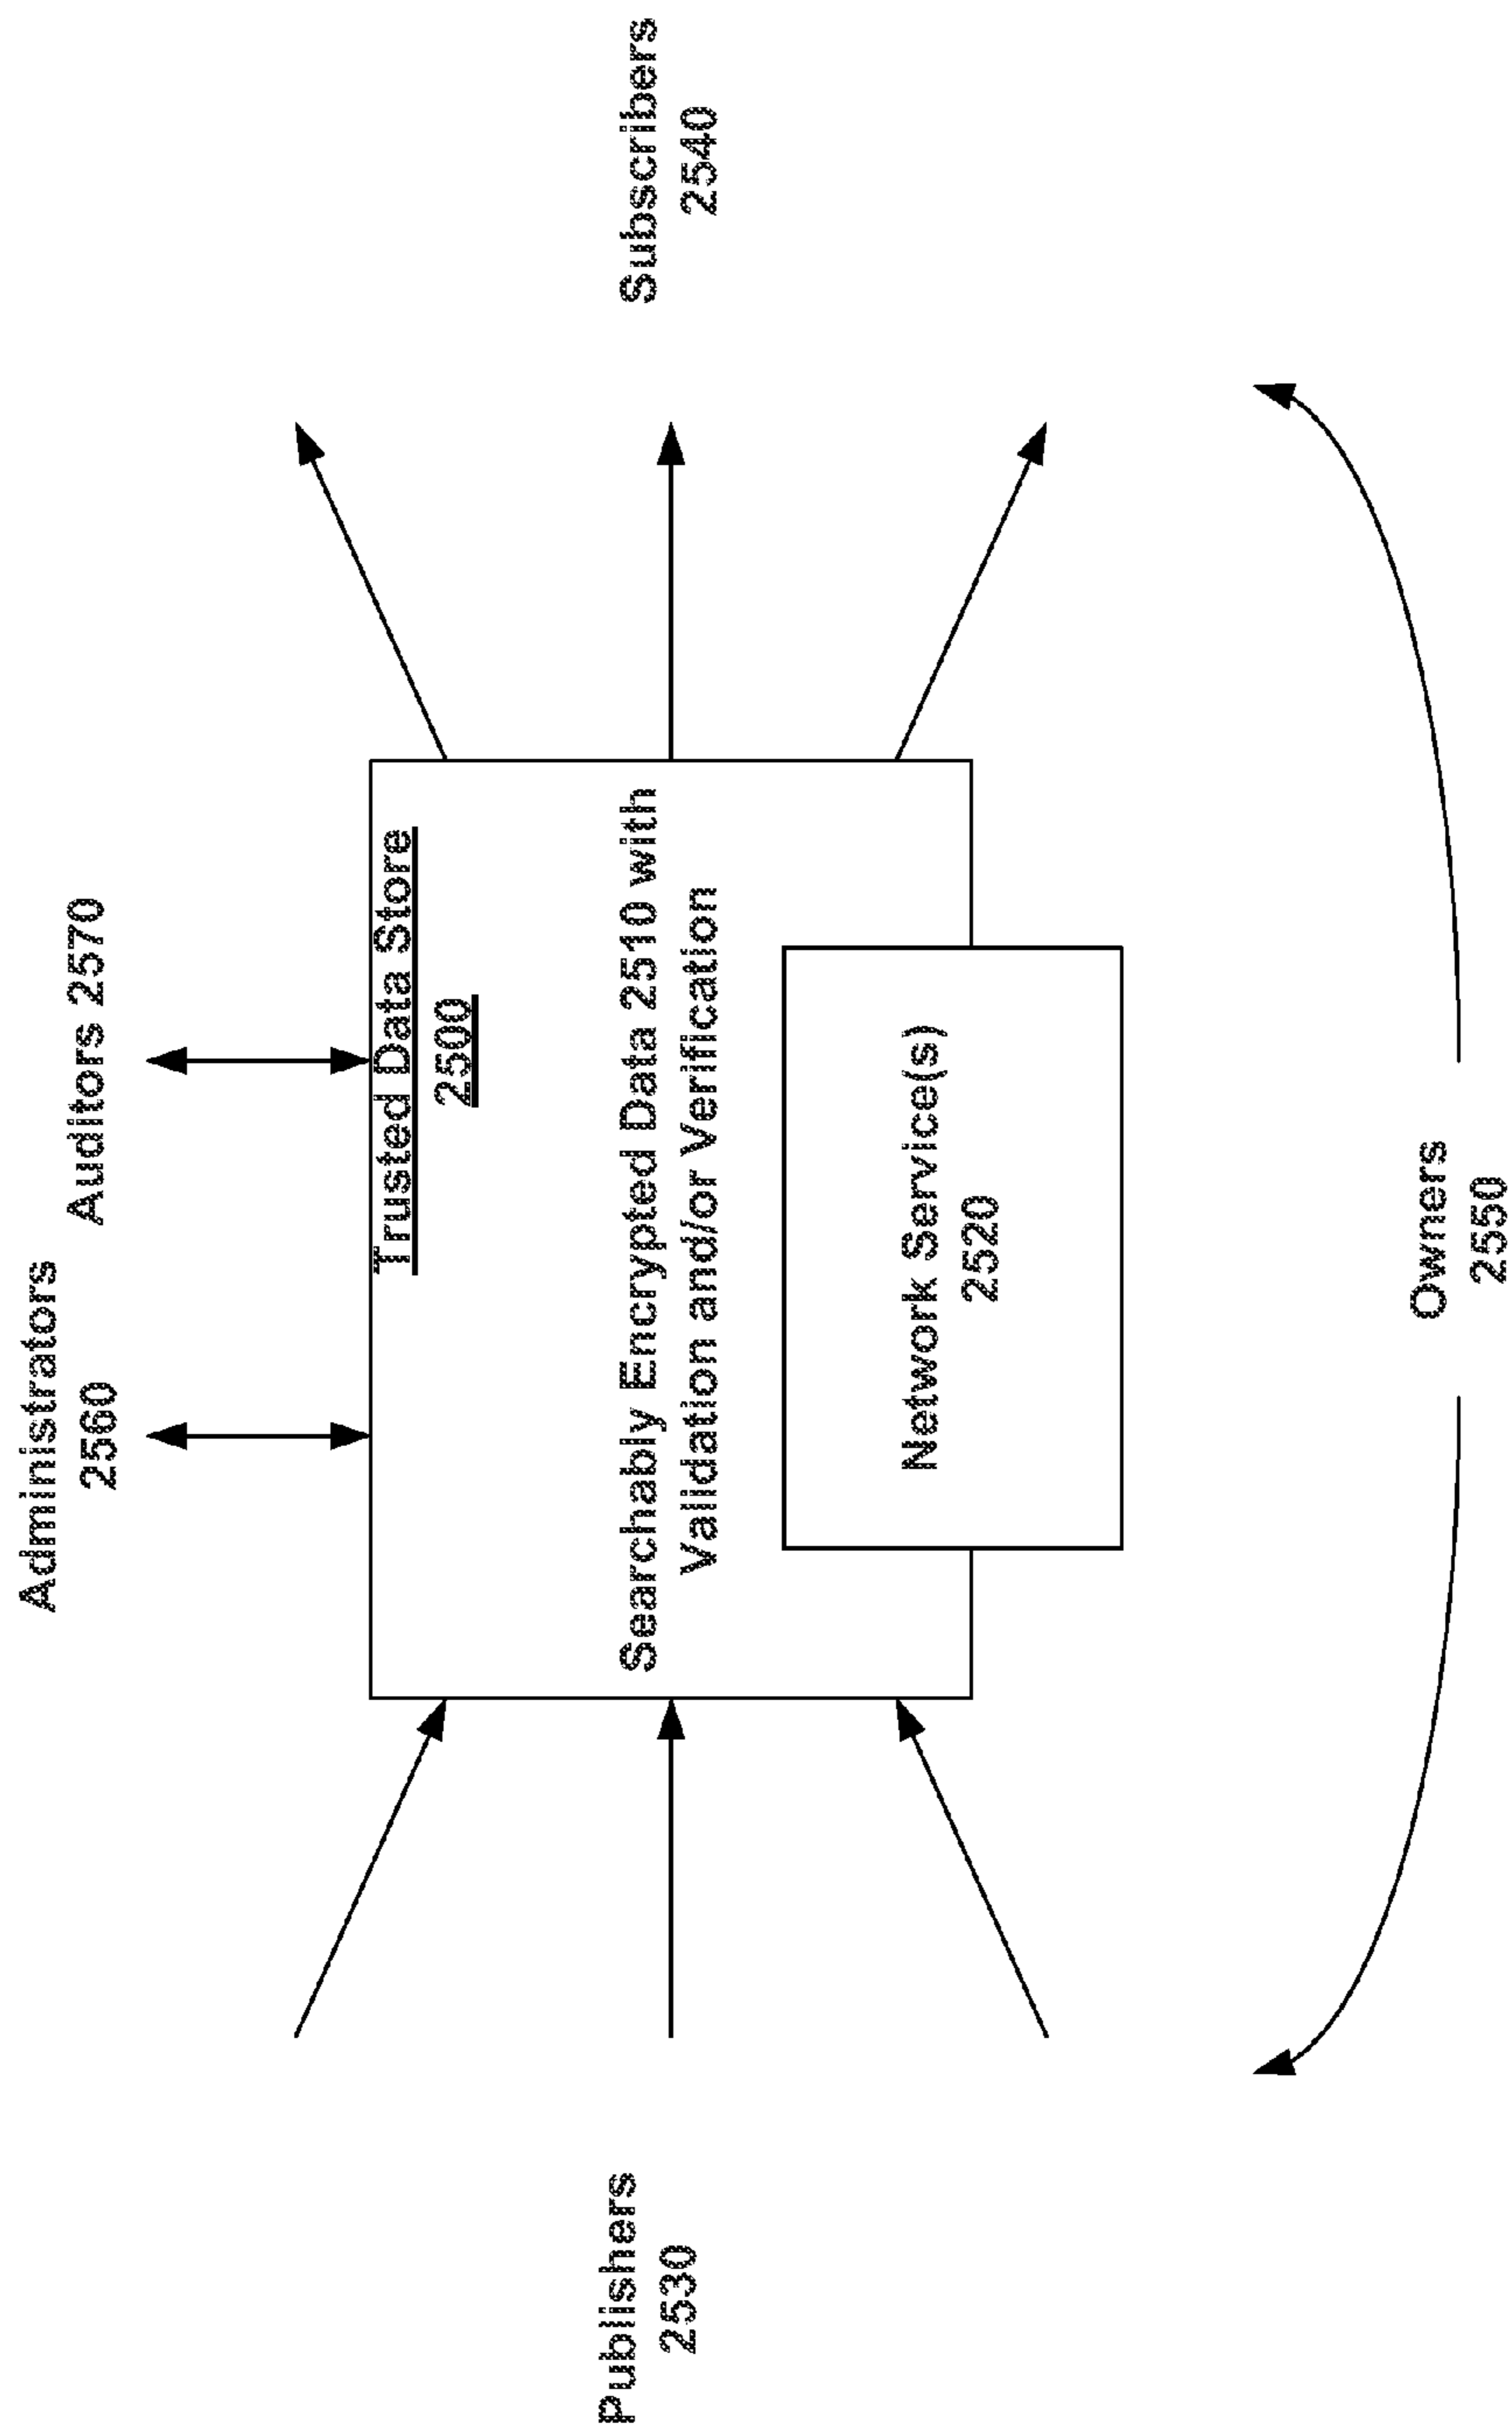 Administrators
2560
Auditors 2570
Trusted Data Store
2500
Publishers
2530
Searchably Encrypted Data 2510 with
Validation and/or Verification
Subscribers
2540
Network Service(s)
2520
Owners
2550